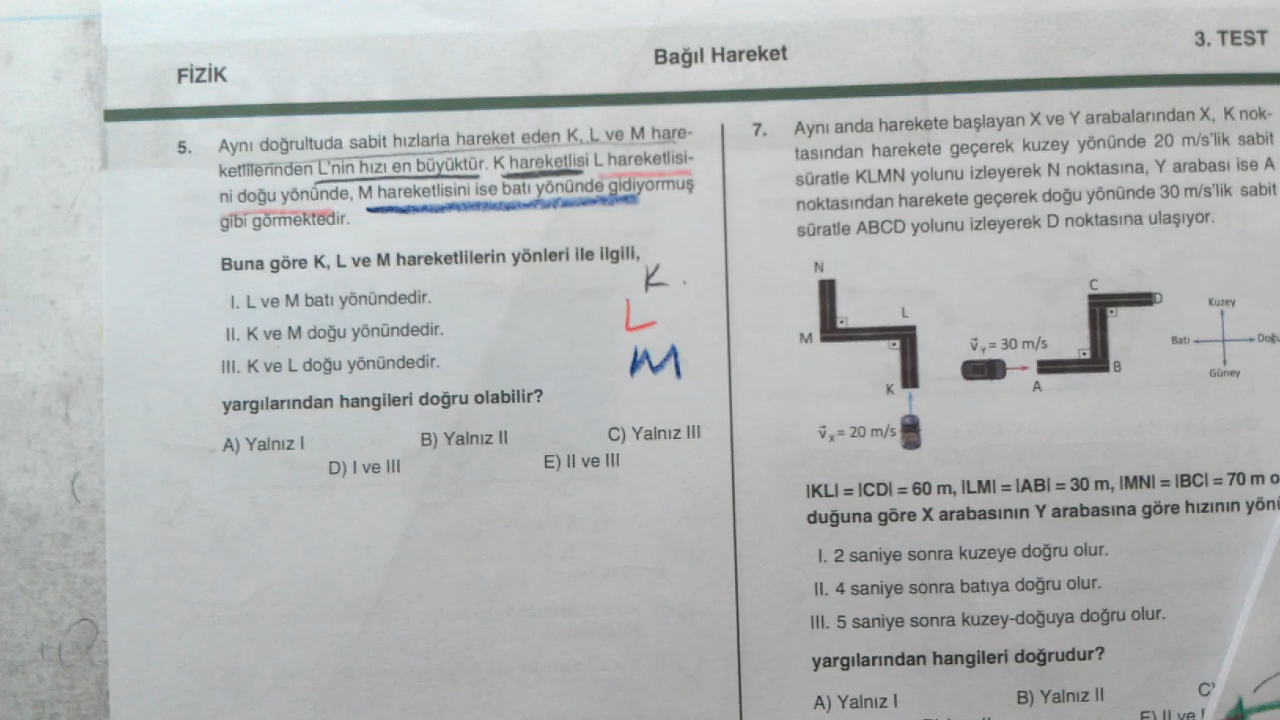 FİZİK
Bağıl Hareket
3. TEST
5. Aynı doğrultuda sabit hızlarla hareket eden K, L ve M hare-
ketlilerinden L'nin hızı en büyüktür. K hareketlisi L hareketlisi-
ni doğu yönünde, M hareketlisini ise batı yönünde gidiyormuş
gibi görmektedir.
Buna göre K, L ve M hareketlilerin yönleri ile ilgili,
I. L ve M batı yönündedir.
II. K ve M doğu yönündedir.
III. K ve L doğu yönündedir.
K
L
M
yargılarından hangileri doğru olabilir?
A) Yalnız I
B) Yalnız II
C) Yalnız III
D) I ve III
E) II ve III
7. Aynı anda harekete başlayan X ve Y arabalarından X, K nok-
tasından harekete geçerek kuzey yönünde 20 m/s'lik sabit
süratle KLMN yolunu izleyerek N noktasına, Y arabası ise A
noktasından harekete geçerek doğu yönünde 30 m/s'lik sabit
süratle ABCD yolunu izleyerek D noktasına ulaşıyor.
N
L
M
K
v⃗x = 20 m/s
v⃗Y = 30 m/s
C
D
B
A
Kuzey
Batı
Doğu
Güney
|KL| = |CD| = 60 m, |LM| = |AB| = 30 m, |MN| = |BC| = 70 m o
duğuna göre X arabasının Y arabasına göre hızının yönü
I. 2 saniye sonra kuzeye doğru olur.
II. 4 saniye sonra batıya doğru olur.
III. 5 saniye sonra kuzey-doğuya doğru olur.
yargılarından hangileri doğrudur?
A) Yalnız I
B) Yalnız II